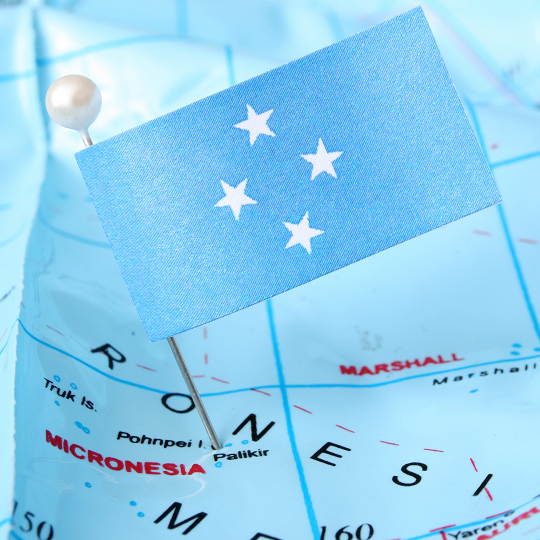 R O N E S I
MARSHALL
Marshall
Truk Is.
Pohnpei I.
Palikir
MICRONESIA
M
150
160
Yaren